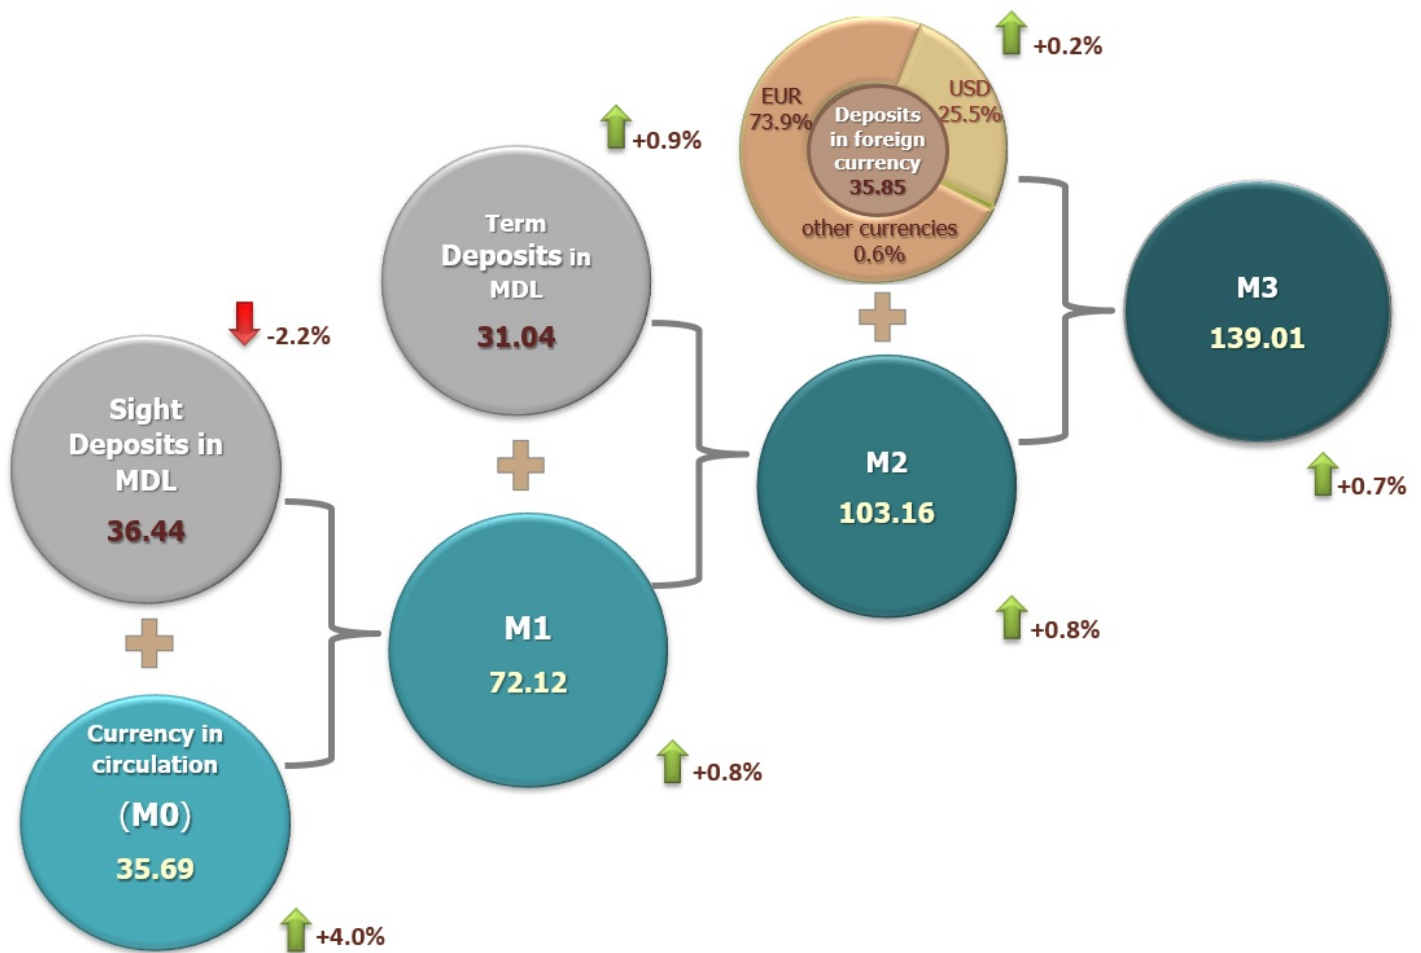 -2.2%
Sight
Deposits in
MDL
36.44
Currency in
circulation
(M0)
35.69
+4.0%
+0.9%
Term
Deposits in
MDL
31.04
M1
72.12
+0.8%
+0.2%
EUR
73.9%
USD
25.5%
Deposits
in foreign
currency
35.85
other currencies
0.6%
M2
103.16
+0.8%
M3
139.01
+0.7%